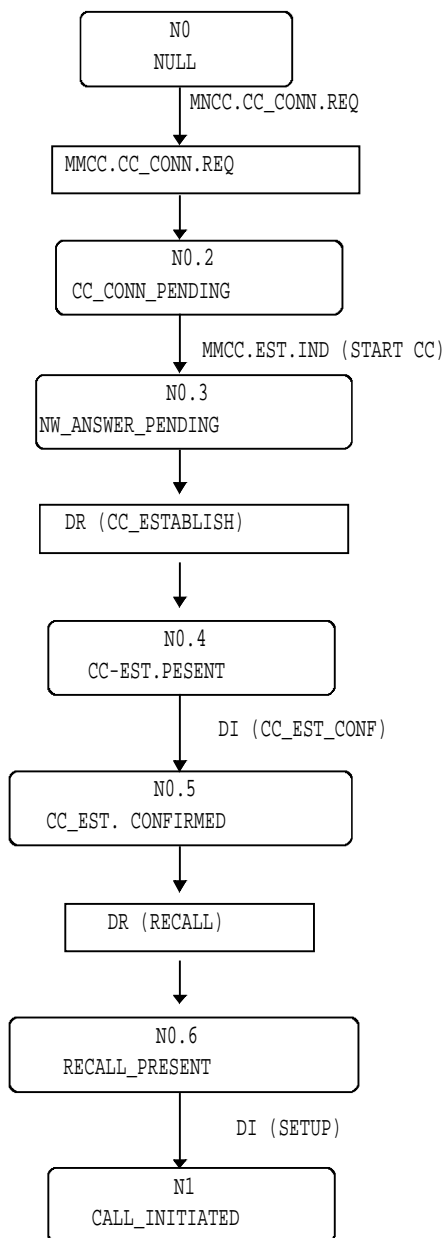 N0
NULL
MNCC.CC_CONN.REQ
MMCC.CC_CONN.REQ
N0.2
CC_CONN_PENDING
MMCC.EST.IND (START CC)
N0.3
NW_ANSWER_PENDING
DR (CC_ESTABLISH)
N0.4
CC-EST.PESENT
DI (CC_EST_CONF)
N0.5
CC_EST. CONFIRMED
DR (RECALL)
N0.6
RECALL_PRESENT
DI (SETUP)
N1
CALL_INITIATED